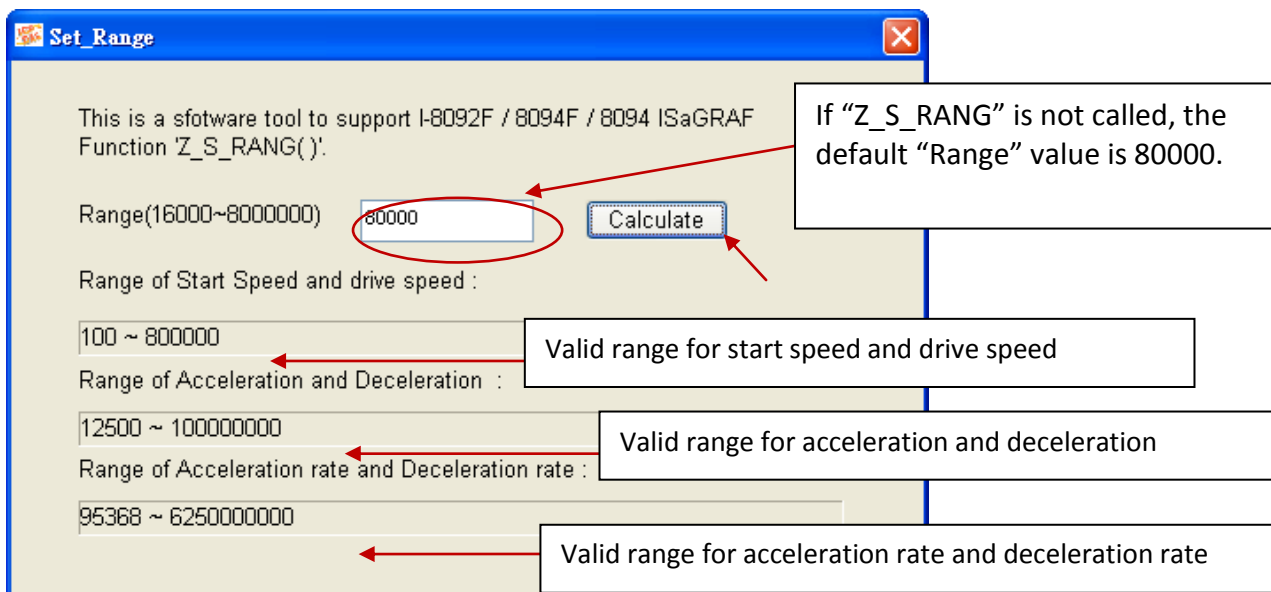 Set_Range
This is a sfotware tool to support I-8092F / 8094F / 8094 ISaGRAF
Function 'Z_S_RANG( )'.
If “Z_S_RANG” is not called, the
default “Range” value is 80000.
Range(16000~8000000)
80000
Calculate
Range of Start Speed and drive speed :
100 ~ 800000
Valid range for start speed and drive speed
Range of Acceleration and Deceleration :
12500 ~ 100000000
Valid range for acceleration and deceleration
Range of Acceleration rate and Deceleration rate :
95368 ~ 6250000000
Valid range for acceleration rate and deceleration rate